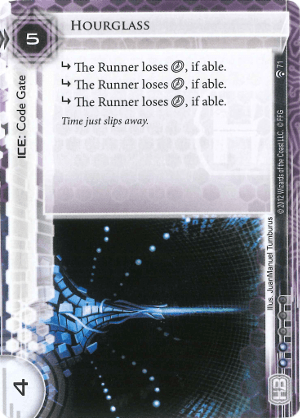 5
HOURGLASS
ICE: Code Gate
↳ The Runner loses 🕓, if able.
↳ The Runner loses 🕓, if able.
↳ The Runner loses 🕓, if able.
Time just slips away.
71
© 2012 Wizards of the Coast LLC. © FFG
Illus. JuanManuel Tumburus
4
HB